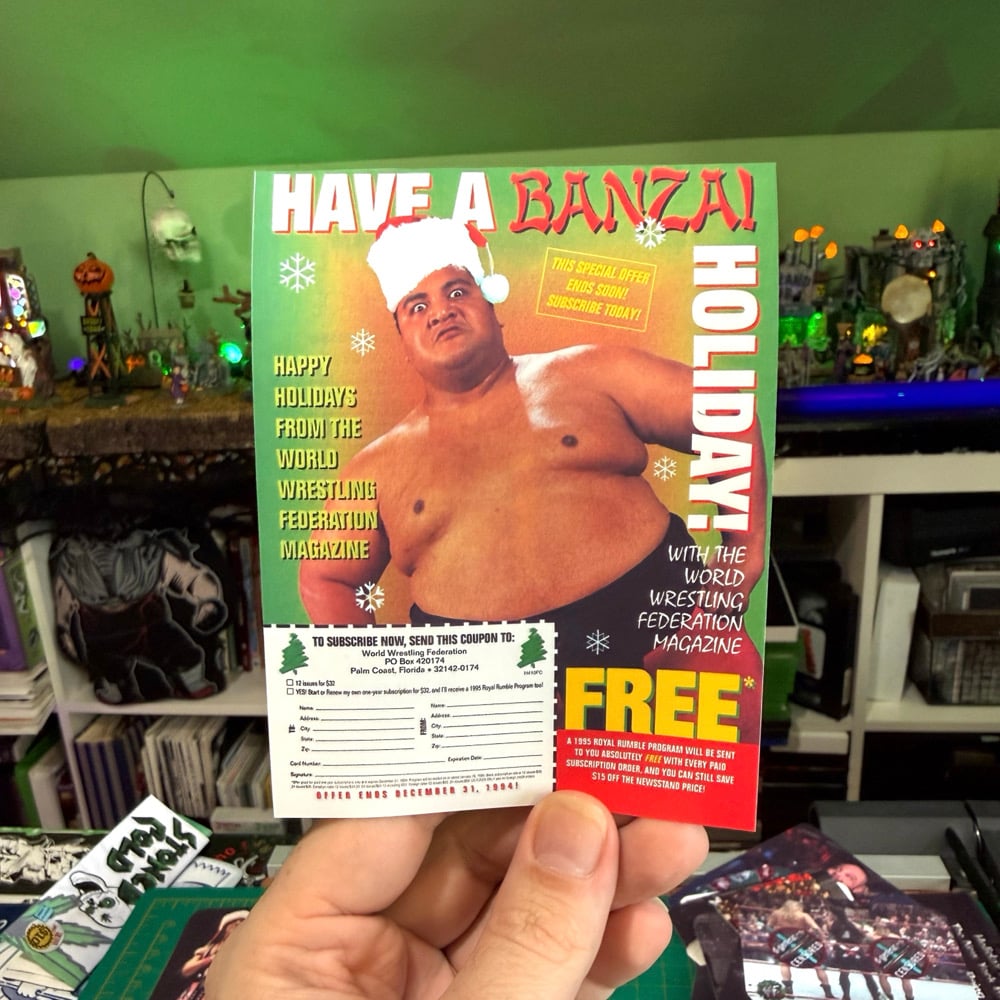 HAVE A BANZAI
HOLIDAY!
THIS SPECIAL OFFER
ENDS SOON!
SUBSCRIBE TODAY!
HAPPY
HOLIDAYS
FROM THE
WORLD
WRESTLING
FEDERATION
MAGAZINE
WITH THE
WORLD
WRESTLING
FEDERATION
MAGAZINE
TO SUBSCRIBE NOW, SEND THIS COUPON TO:
World Wrestling Federation
PO Box 420174
Palm Coast, Florida • 32142-0174
12 issues for $32
YES! Start or Renew my own one-year subscription for $32, and I'll receive a 1995 Royal Rumble Program too!
TO:
Name:
Address:
City:
State:
Zip:
FROM:
Name:
Address:
City:
State:
Zip:
Card Number:
Expiration Date:
Signature:
OFFER ENDS DECEMBER 31, 1994!
FREE*
A 1995 ROYAL RUMBLE PROGRAM WILL BE SENT
TO YOU ABSOLUTELY FREE WITH EVERY PAID
SUBSCRIPTION ORDER, AND YOU CAN STILL SAVE
$15 OFF THE NEWSSTAND PRICE!
STONE
COLD